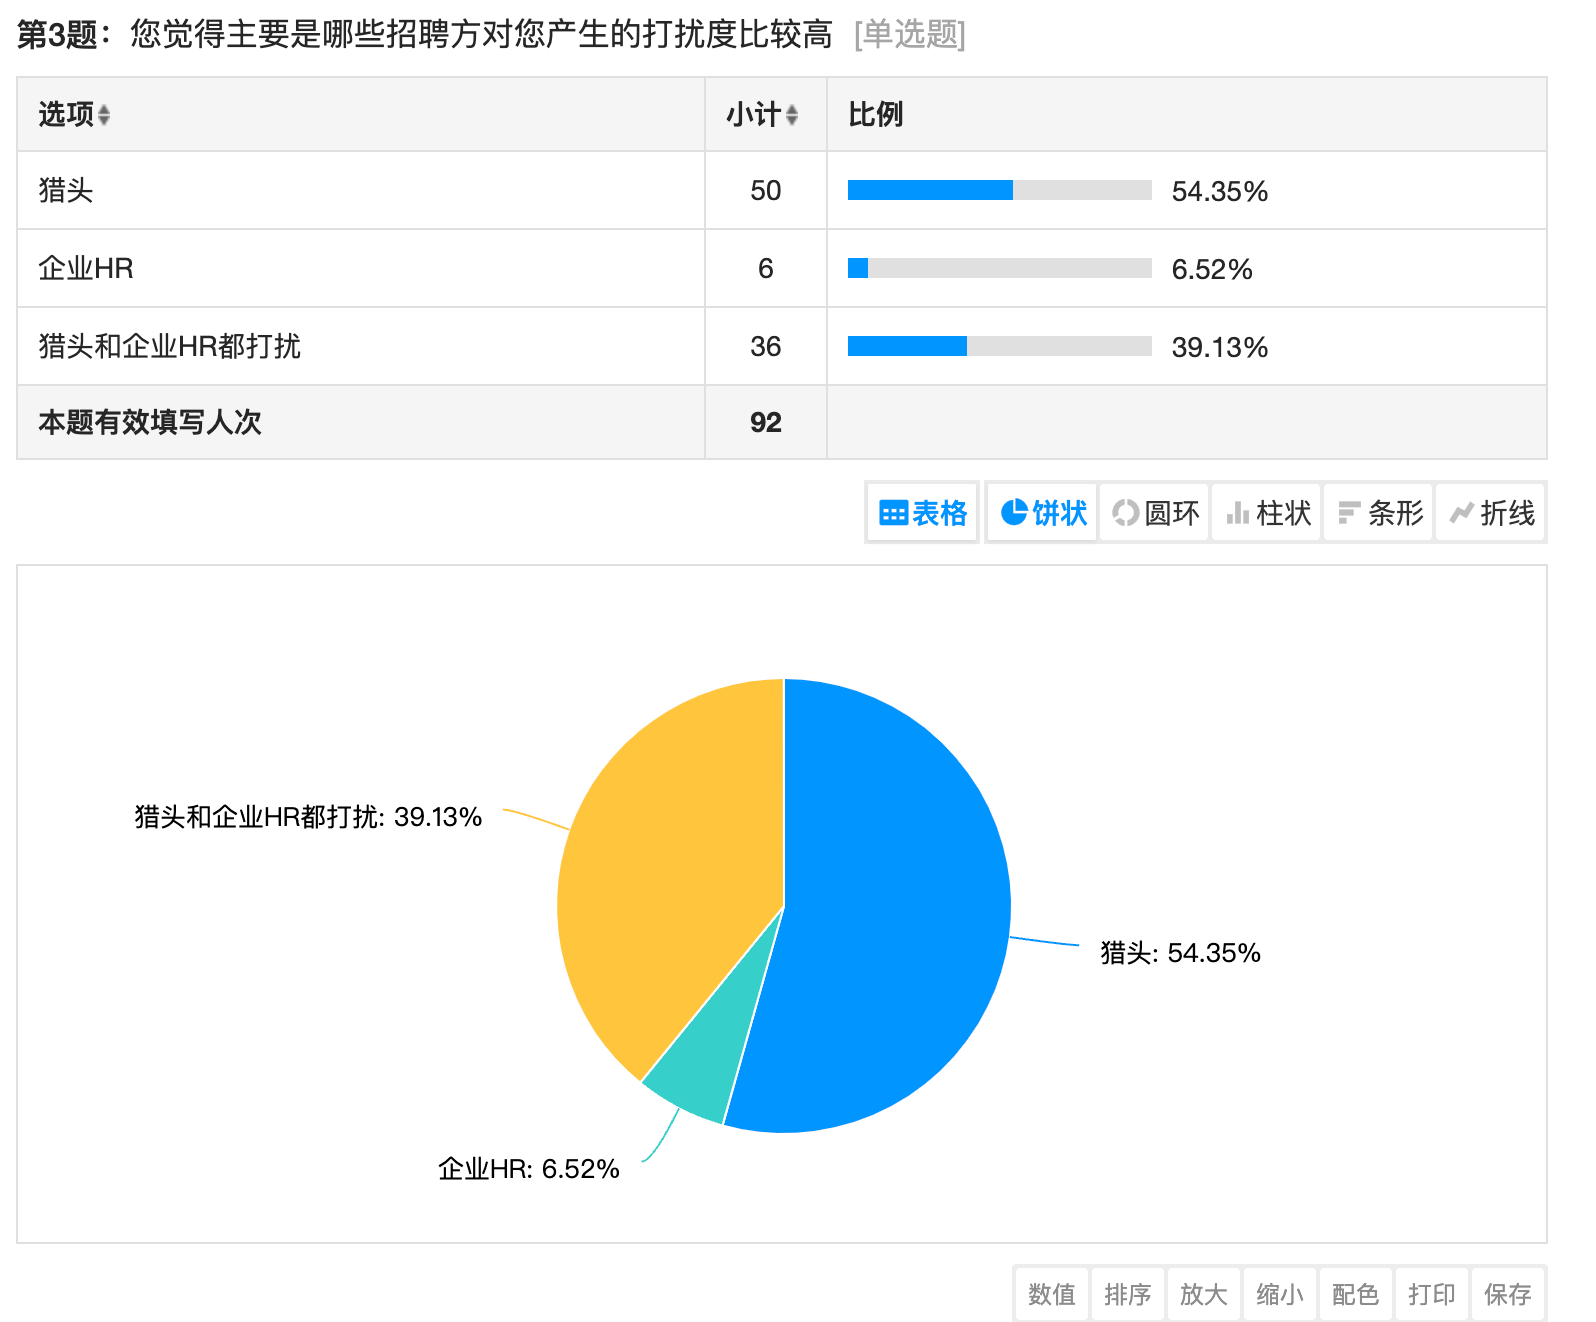 第3题：您觉得主要是哪些招聘方对您产生的打扰度比较高 [单选题]
选项 小计 比例
猎头 50 54.35%
企业HR 6 6.52%
猎头和企业HR都打扰 36 39.13%
本题有效填写人次 92
表格 饼状 圆环 柱状 条形 折线
猎头和企业HR都打扰: 39.13%
猎头: 54.35%
企业HR: 6.52%
数值 排序 放大 缩小 配色 打印 保存